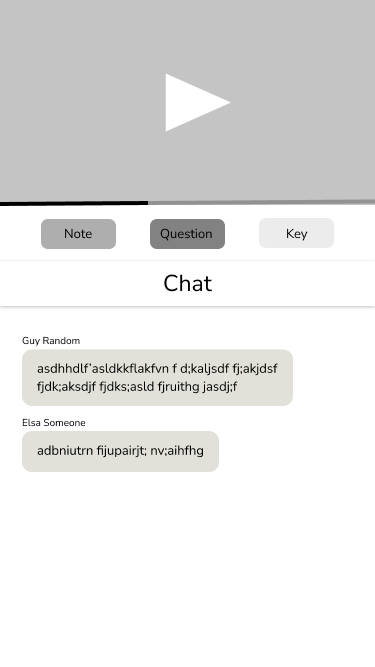 Note
Question
Key
Chat
Guy Random
asdhhdlf'asldkkflakfvn f d;kaljsdf fj;akjdsf
fjdk;aksdjf fjdks;asld fjruithg jasdj;f
Elsa Someone
adbniutrn fijupairjt; nv;aihfhg